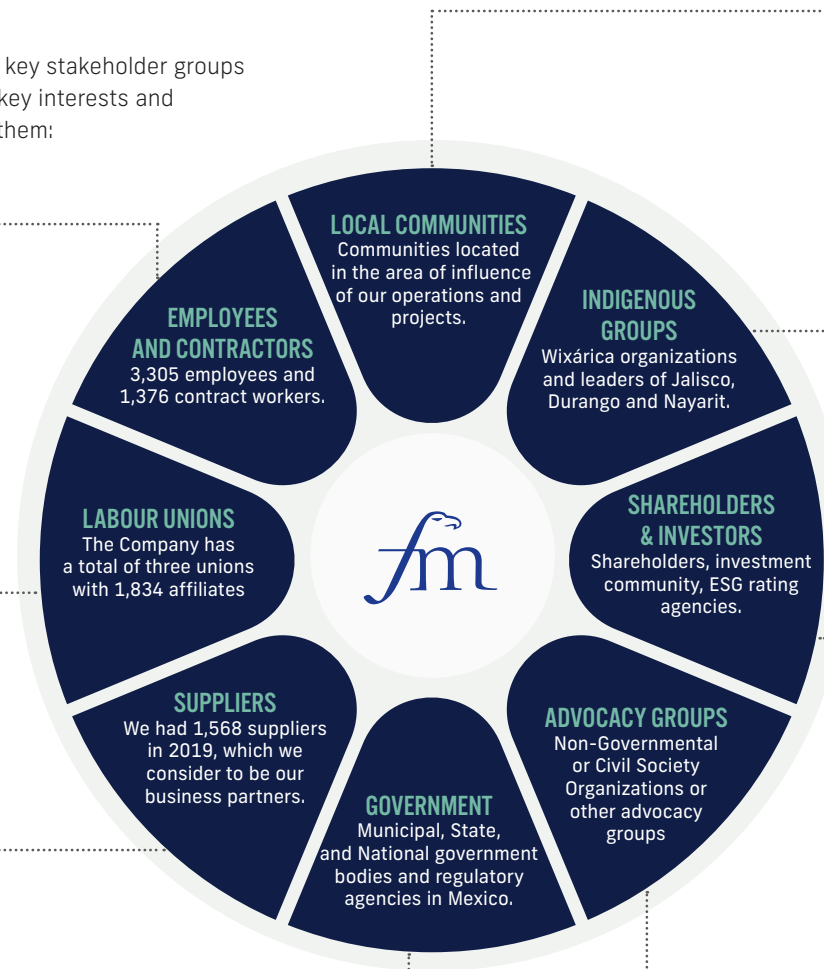 key stakeholder groups
key interests and
them:
LOCAL COMMUNITIES
Communities located
in the area of influence
of our operations and
projects.
INDIGENOUS
GROUPS
Wixárica organizations
and leaders of Jalisco,
Durango and Nayarit.
SHAREHOLDERS
& INVESTORS
Shareholders, investment
community, ESG rating
agencies.
ADVOCACY GROUPS
Non-Governmental
or Civil Society
Organizations or
other advocacy
groups
GOVERNMENT
Municipal, State,
and National government
bodies and regulatory
agencies in Mexico.
SUPPLIERS
We had 1,568 suppliers
in 2019, which we
consider to be our
business partners.
LABOUR UNIONS
The Company has
a total of three unions
with 1,834 affiliates
EMPLOYEES
AND CONTRACTORS
3,305 employees and
1,376 contract workers.
fm